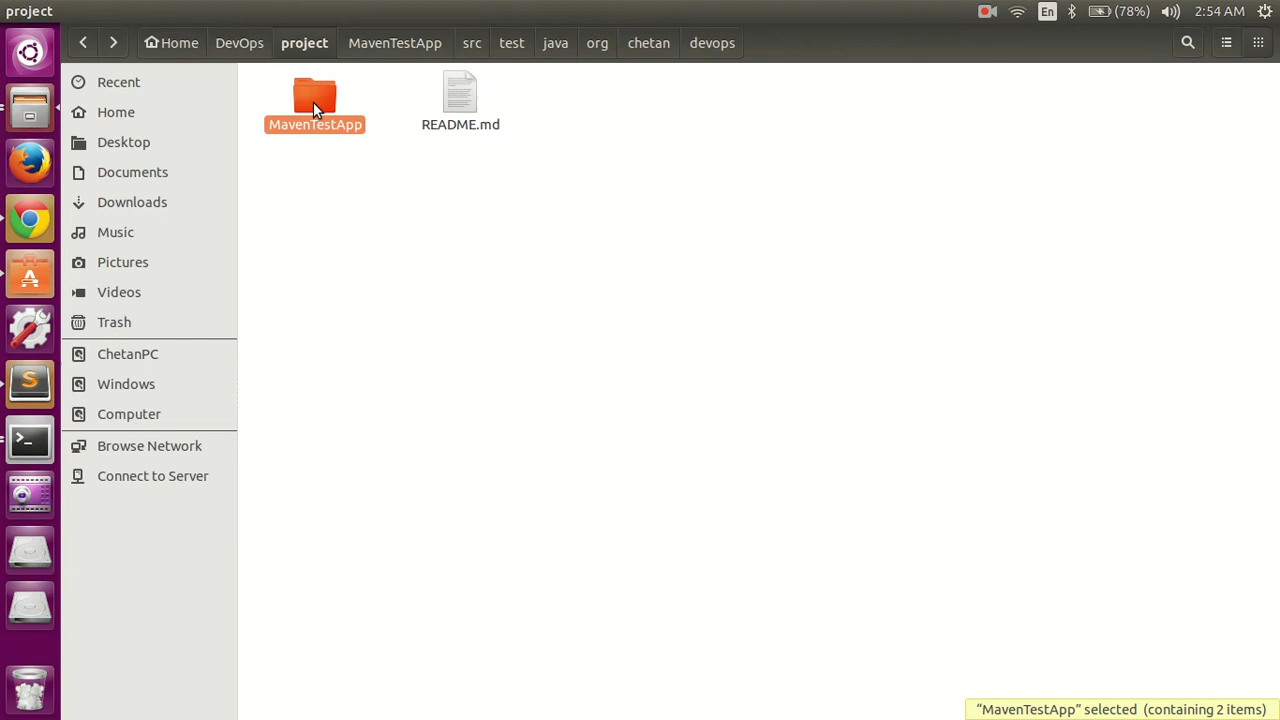 project
En
(78%)
2:54 AM
Home
DevOps
project
MavenTestApp
src
test
java
org
chetan
devops
Recent
Home
Desktop
Documents
Downloads
Music
Pictures
Videos
Trash
ChetanPC
Windows
Computer
Browse Network
Connect to Server
MavenTestApp
README.md
“MavenTestApp” selected (containing 2 items)